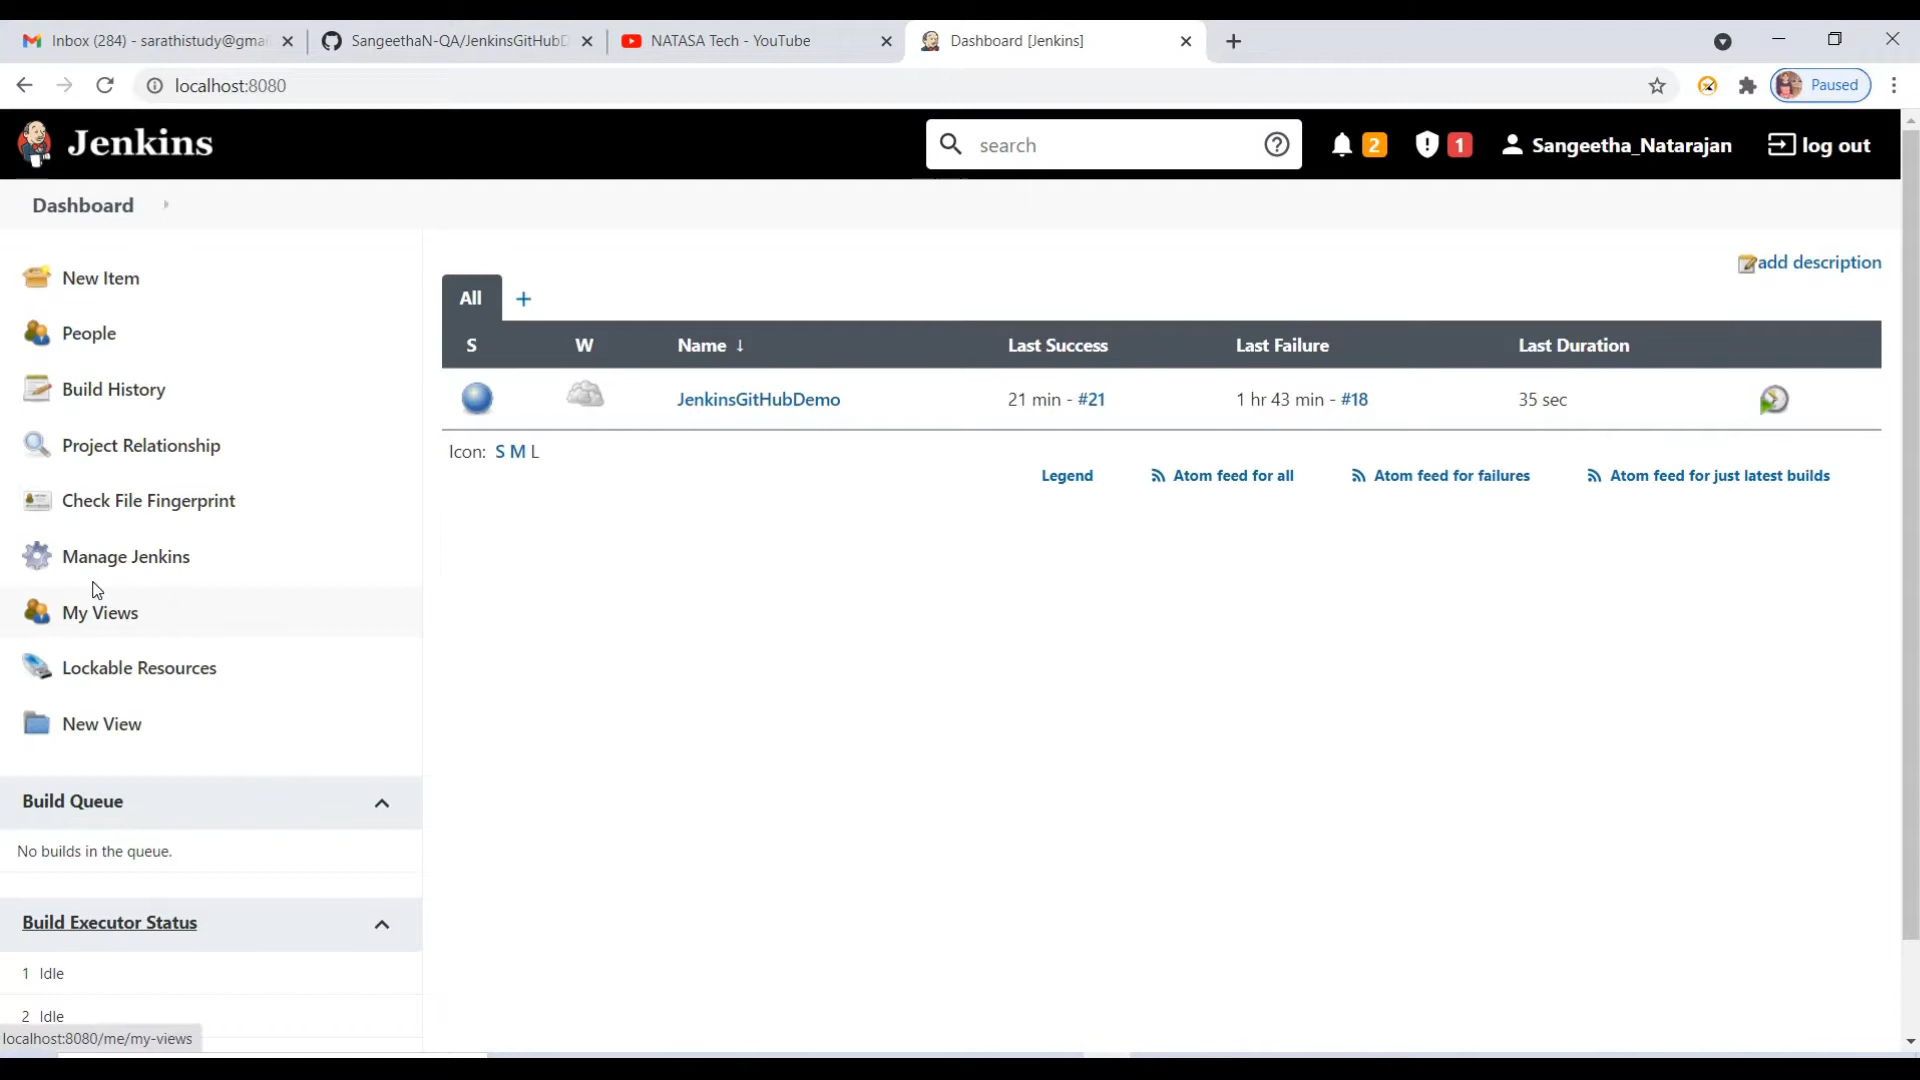 Inbox (284) - sarathistudy@gmai
SangeethaN-QA/JenkinsGitHubD
NATASA Tech - YouTube
Dashboard [Jenkins]
localhost:8080
Paused
Jenkins
search
2
1
Sangeetha_Natarajan
log out
Dashboard
add description
New Item
People
Build History
Project Relationship
Check File Fingerprint
Manage Jenkins
My Views
Lockable Resources
New View
All +
S W Name ↓ Last Success Last Failure Last Duration
JenkinsGitHubDemo 21 min - #21 1 hr 43 min - #18 35 sec
Icon: S M L
Legend Atom feed for all Atom feed for failures Atom feed for just latest builds
Build Queue
No builds in the queue.
Build Executor Status
1 Idle
2 Idle
localhost:8080/me/my-views